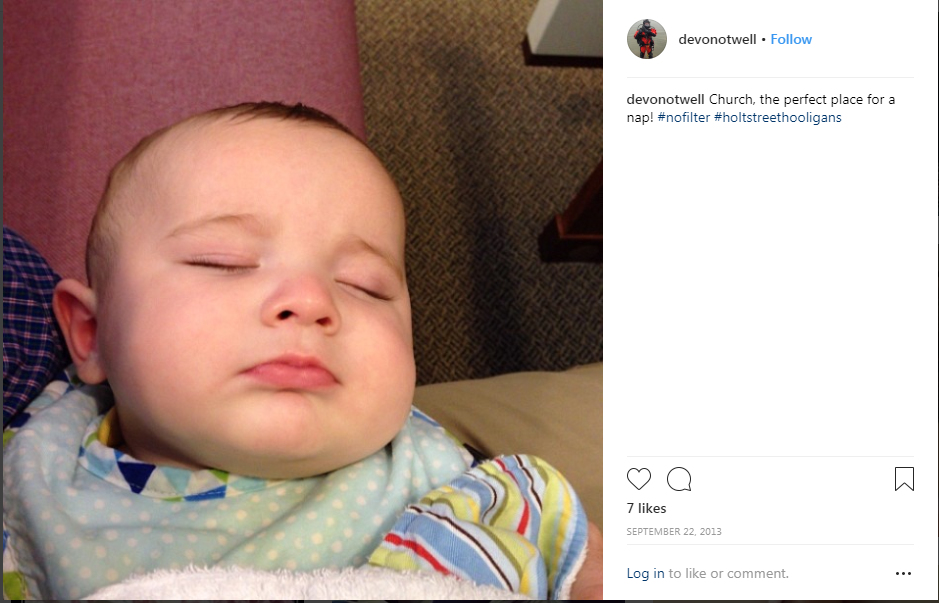 devonotwell • Follow
devonotwell Church, the perfect place for a
nap! #nofilter #holtstreethooligans
7 likes
SEPTEMBER 22, 2013
Log in to like or comment.